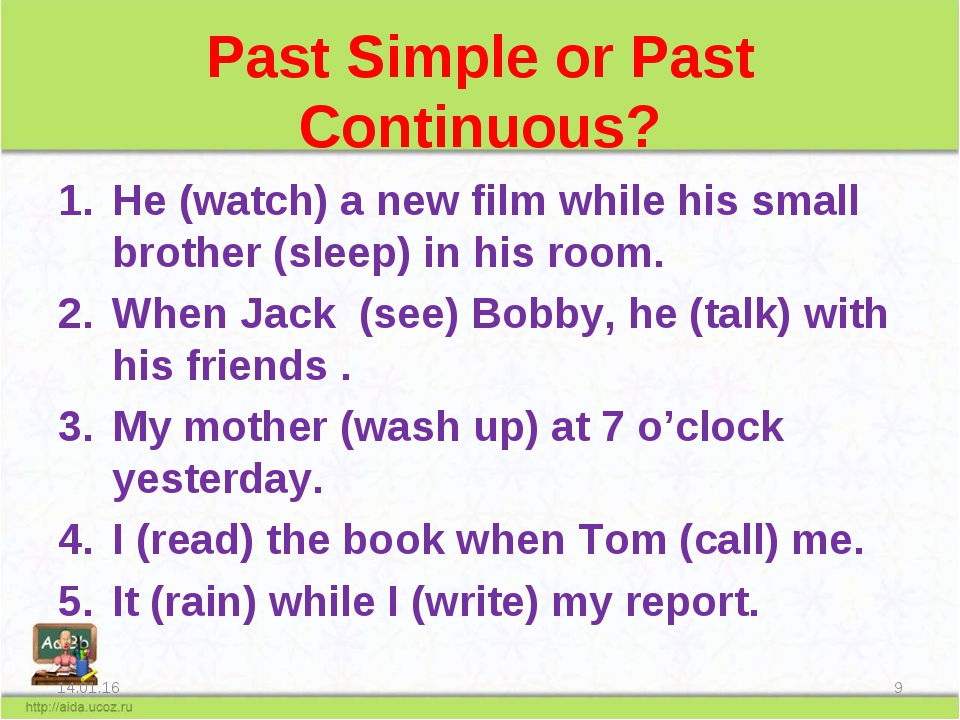 Past Simple or Past
Continuous?
1. He (watch) a new film while his small
brother (sleep) in his room.
2. When Jack  (see) Bobby, he (talk) with
his friends .
3. My mother (wash up) at 7 o’clock
yesterday.
4. I (read) the book when Tom (call) me.
5. It (rain) while I (write) my report.
14.01.16
9
http://aida.ucoz.ru